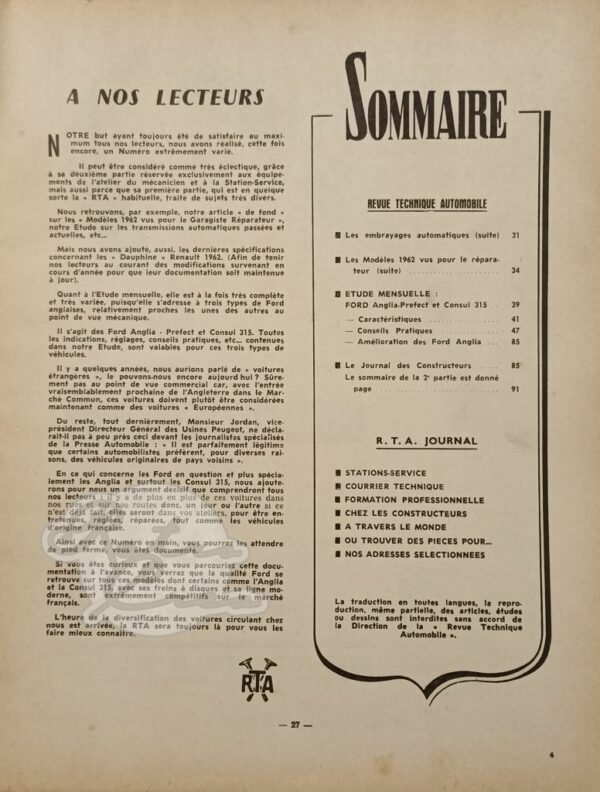 A NOS LECTEURS
NOTRE but ayant toujours été de satisfaire au maxi-
mum tous nos lecteurs, nous avons réalisé, cette fois
encore, un Numéro extrêmement varié.
Il peut être considéré comme très éclectique, grâce
à sa deuxième partie réservée exclusivement aux équipe-
ments de l'atelier du mécanicien et à la Station-Service,
mais aussi parce que sa première partie, qui est en quelque
sorte la « RTA » habituelle, traite de sujets très divers.
Nous retrouvons, par exemple, notre article « de fond »
sur les « Modèles 1962 vus pour le Garagiste Réparateur »,
notre Etude sur les transmissions automatiques passées et
actuelles, etc...
Mais nous avons ajouté, aussi, les dernières spécifications
concernant les « Dauphine » Renault 1962. (Afin de tenir
nos lecteurs au courant des modifications survenant en
cours d'année pour que leur documentation soit maintenue
à jour).
Quant à l'Etude mensuelle, elle est à la fois très complète
et très variée, puisqu'elle s'adresse à trois types de Ford
anglaises, relativement proches les unes des autres au
point de vue mécanique.
Il s'agit des Ford Anglia - Prefect et Consul 315. Toutes
les indications, réglages, conseils pratiques, etc... contenues
dans notre Etude, sont valables pour ces trois types de
véhicules.
Il y a quelques années, nous aurions parlé de « voitures
étrangères », le pouvons-nous encore aujourd'hui ? Sûre-
ment pas au point de vue commercial car, avec l'entrée
vraisemblablement prochaine de l'Angleterre dans le Mar-
ché Commun, ces voitures doivent plutôt être considérées
maintenant comme des voitures « Européennes ».
Du reste, tout dernièrement, Monsieur Jordan, vice-
président Directeur Général des Usines Peugeot, ne décla-
rait-il pas à peu près ceci devant les journalistes spécialisés
de la Presse Automobile : « Il est parfaitement légitime
que certains automobilistes préfèrent, pour diverses rai-
sons, des véhicules originaires de pays voisins ».
En ce qui concerne les Ford en question et plus spécia-
lement les Anglia et surtout les Consul 315, nous ajoute-
rons pour nous un argument décisif que comprendront tous
nos lecteurs : il y a de plus en plus de ces voitures dans
nos rues et sur nos routes donc, un jour ou l'autre si ce
n'est déjà fait, elles seront dans vos ateliers, pour être en-
tretenues, réglées, réparées, tout comme les véhicules
d'origine française.
Ainsi avec ce Numéro en main, vous pourrez les attendre
de pied ferme, vous êtes documentés.
Si vous êtes curieux et que vous parcouriez cette docu-
mentation à l'avance, vous verrez que la qualité Ford se
retrouve sur tous ces modèles dont certains comme l'Anglia
et la Consul 315, avec ses freins à disques et sa ligne mo-
derne, sont extrêmement compétitifs sur le marché
français.
L'heure de la diversification des voitures circulant chez
nous est arrivée, la RTA sera toujours là pour vous les
faire mieux connaître.
RTA
SOMMAIRE
REVUE TECHNIQUE AUTOMOBILE
Les embrayages automatiques (suite) 31
Les Modèles 1962 vus pour le répara-
teur (suite) .................... 34
ETUDE MENSUELLE :
FORD Anglia-Prefect et Consul 315 ... 39
— Caractéristiques ............ 41
— Conseils Pratiques .......... 47
— Amélioration des Ford Anglia ... 85
Le Journal des Constructeurs ...... 85
Le sommaire de la 2e partie est donné
page .......................... 91
R. T. A. JOURNAL
STATIONS-SERVICE
COURRIER TECHNIQUE
FORMATION PROFESSIONNELLE
CHEZ LES CONSTRUCTEURS
A TRAVERS LE MONDE
OU TROUVER DES PIECES POUR...
NOS ADRESSES SELECTIONNEES
La traduction en toutes langues, la repro-
duction, même partielle, des articles, études
ou dessins sont interdites sans accord de
la Direction de la « Revue Technique
Automobile ».
— 27 —
4